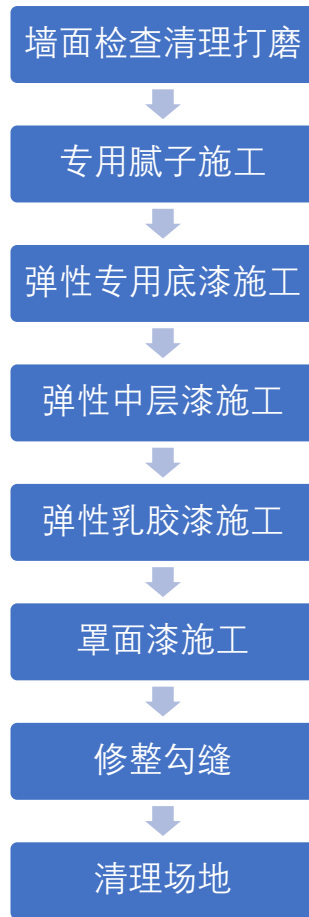 墙面检查清理打磨
专用腻子施工
弹性专用底漆施工
弹性中层漆施工
弹性乳胶漆施工
罩面漆施工
修整勾缝
清理场地